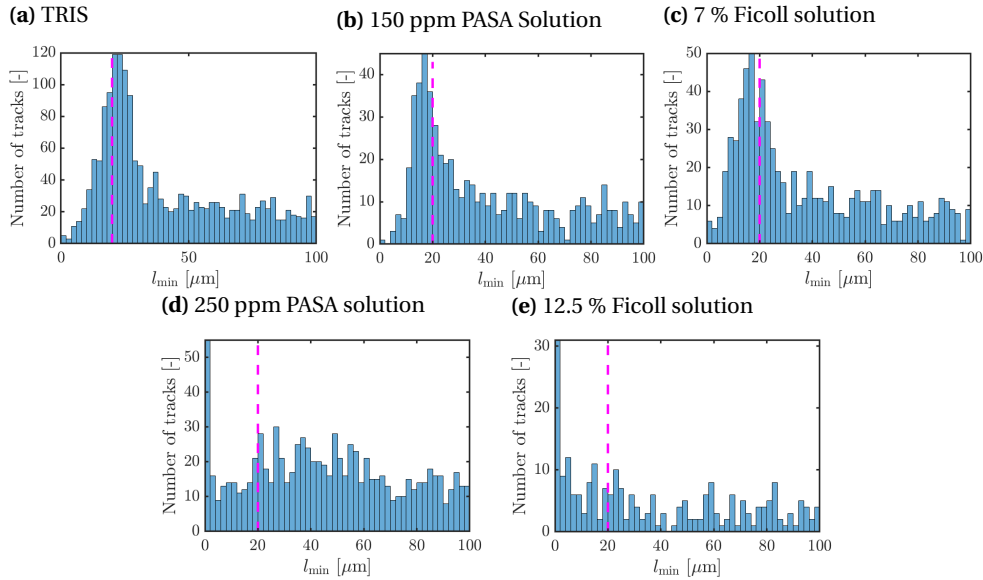 (a) TRIS
(b) 150 ppm PASA Solution
(c) 7 % Ficoll solution
Number of tracks [-]
120
100
80
60
40
20
0
0 50 100
l_min [μm]
Number of tracks [-]
40
30
20
10
0
0 20 40 60 80 100
l_min [μm]
Number of tracks [-]
50
40
30
20
10
0
0 20 40 60 80 100
l_min [μm]
(d) 250 ppm PASA solution
(e) 12.5 % Ficoll solution
Number of tracks [-]
50
40
30
20
10
0
0 20 40 60 80 100
l_min [μm]
Number of tracks [-]
30
20
10
0
0 20 40 60 80 100
l_min [μm]